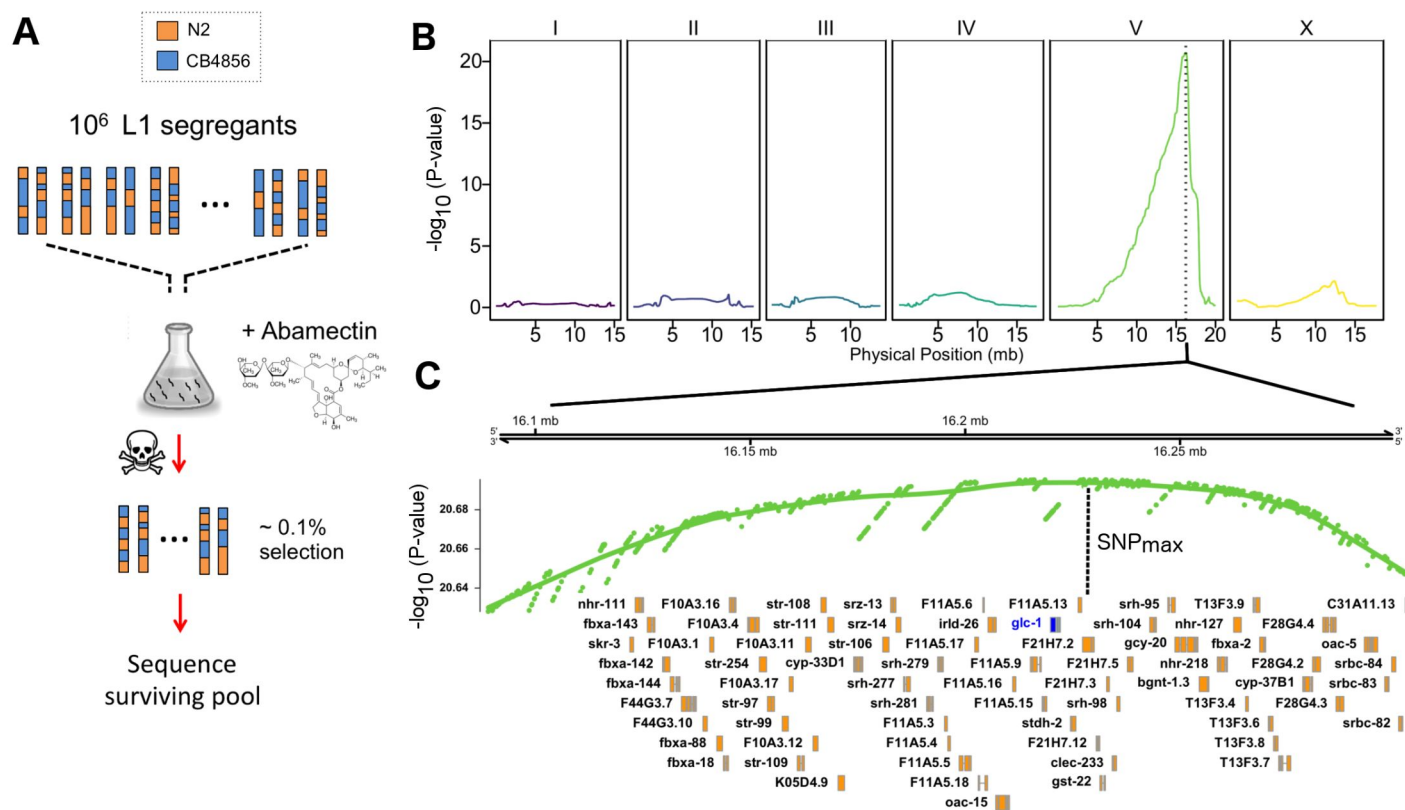 A
N2
CB4856
10⁶ L1 segregants
...
+ Abamectin
...
~ 0.1%
selection
Sequence
surviving pool
B
I II III IV V X
20
15
10
5
0
-log10 (P-value)
5 10 15 5 10 15 5 10 5 10 15 5 10 15 20 5 10 15
Physical Position (mb)
C
16.1 mb 16.2 mb
5' 3'
3' 5'
16.15 mb 16.25 mb
20.68
20.66
20.64
-log10 (P-value)
SNPmax
nhr-111 F10A3.16 str-108 srz-13 F11A5.6 F11A5.13 srh-95 T13F3.9 C31A11.13
fbxa-143 F10A3.4 str-111 srz-14 irld-26 glc-1 srh-104 nhr-127 F28G4.4
skr-3 F10A3.1 F10A3.11 str-106 F11A5.17 F21H7.2 gcy-20 fbxa-2 oac-5
fbxa-142 str-254 cyp-33D1 srh-279 F11A5.9 F21H7.5 nhr-218 F28G4.2 srbc-84
fbxa-144 F10A3.17 srh-277 F11A5.16 F21H7.3 bgnt-1.3 cyp-37B1 srbc-83
F44G3.7 str-97 srh-281 F11A5.15 srh-98 T13F3.4 F28G4.3
F44G3.10 str-99 F11A5.3 stdh-2 T13F3.6 srbc-82
fbxa-88 F10A3.12 F11A5.4 F21H7.12 T13F3.8
fbxa-18 str-109 F11A5.5 clec-233 T13F3.7
K05D4.9 F11A5.18 gst-22
oac-15